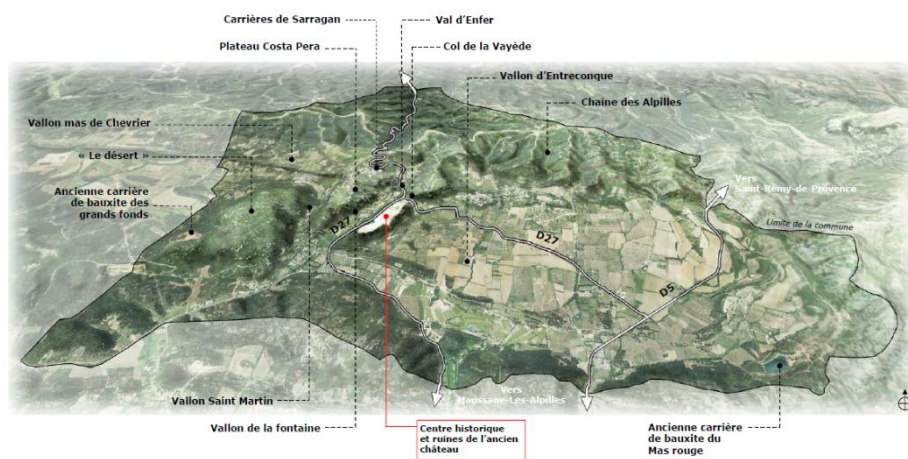 Carrières de Sarragan
Val d’Enfer
Plateau Costa Pera
Col de la Vayède
Vallon d’Entreconque
Chaîne des Alpilles
Vallon mas de Chevrier
« Le désert »
Ancienne carrière
de bauxite des
grands fonds
Vers
Saint-Rémy-de-Provence
Limite de la commune
D27
D27
D5
Vers
Maussane-Les-Alpilles
Vallon Saint Martin
Vallon de la fontaine
Centre historique
et ruines de l’ancien
château
Ancienne carrière
de bauxite du
Mas rouge